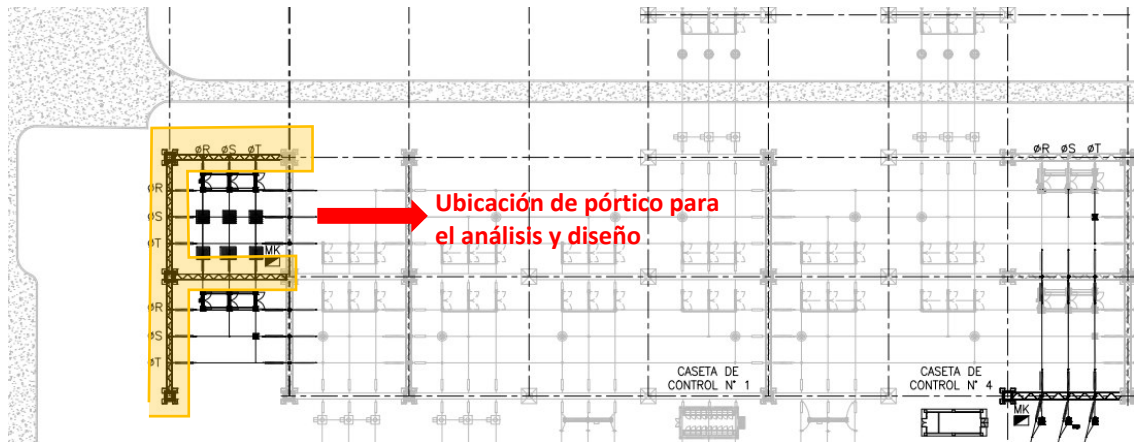 ØR ØS ØT
ØR ØS ØT
ØR
ØS
ØT
MK
Ubicación de pórtico para
el análisis y diseño
ØR
ØS
ØT
CASETA DE
CONTROL N° 1
CASETA DE
CONTROL N° 4
MK